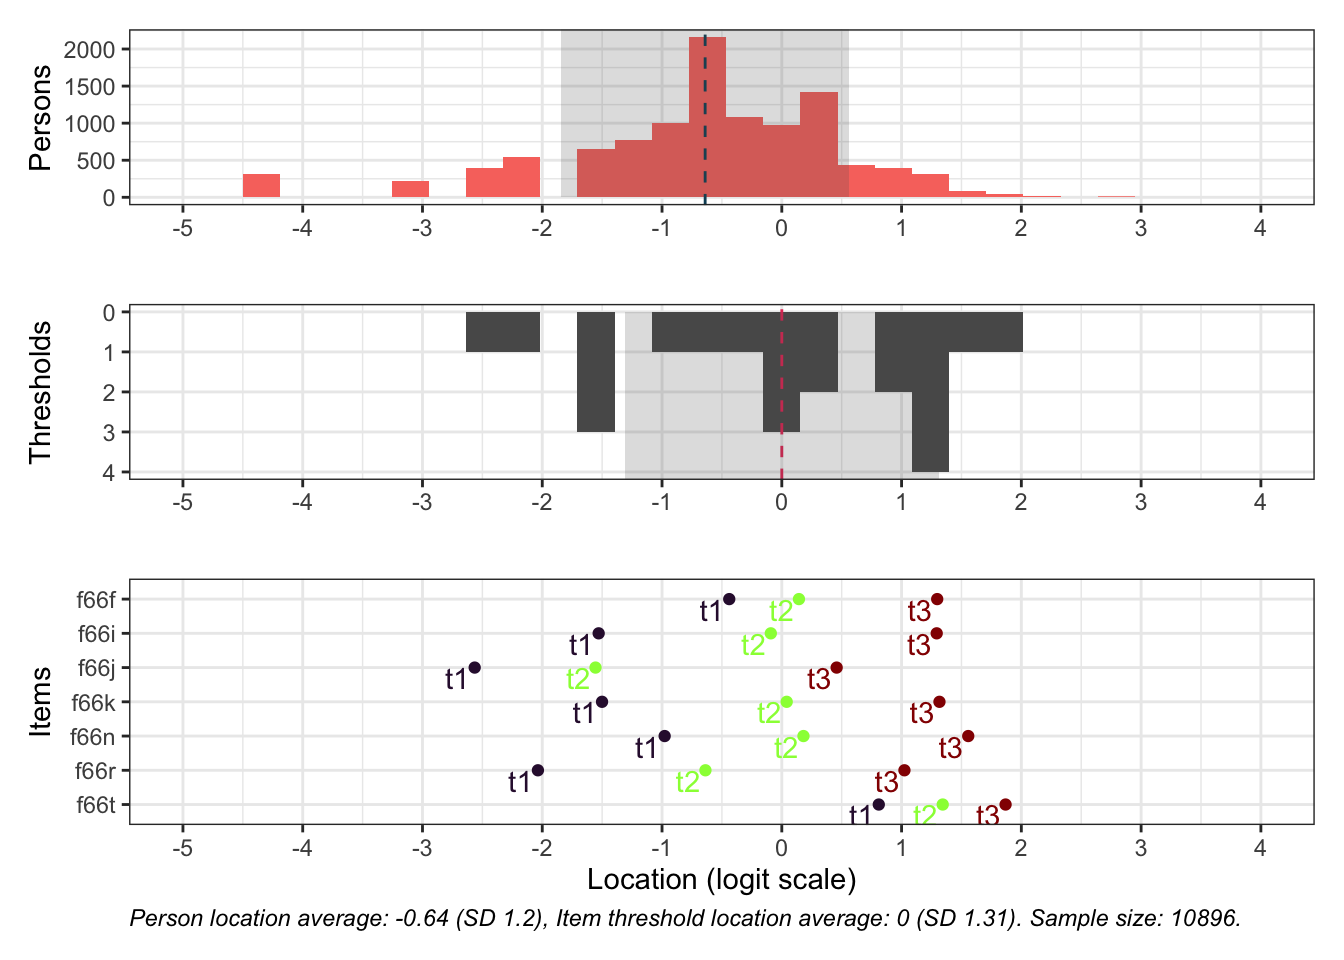 Persons
2000
1500
1000
500
0
-5 -4 -3 -2 -1 0 1 2 3 4
Thresholds
0
1
2
3
4
-5 -4 -3 -2 -1 0 1 2 3 4
Items
f66f t1 t2 t3
f66i t1 t2 t3
f66j t1 t2 t3
f66k t1 t2 t3
f66n t1 t2 t3
f66r t1 t2 t3
f66t t1 t2 t3
-5 -4 -3 -2 -1 0 1 2 3 4
Location (logit scale)
Person location average: -0.64 (SD 1.2), Item threshold location average: 0 (SD 1.31). Sample size: 10896.